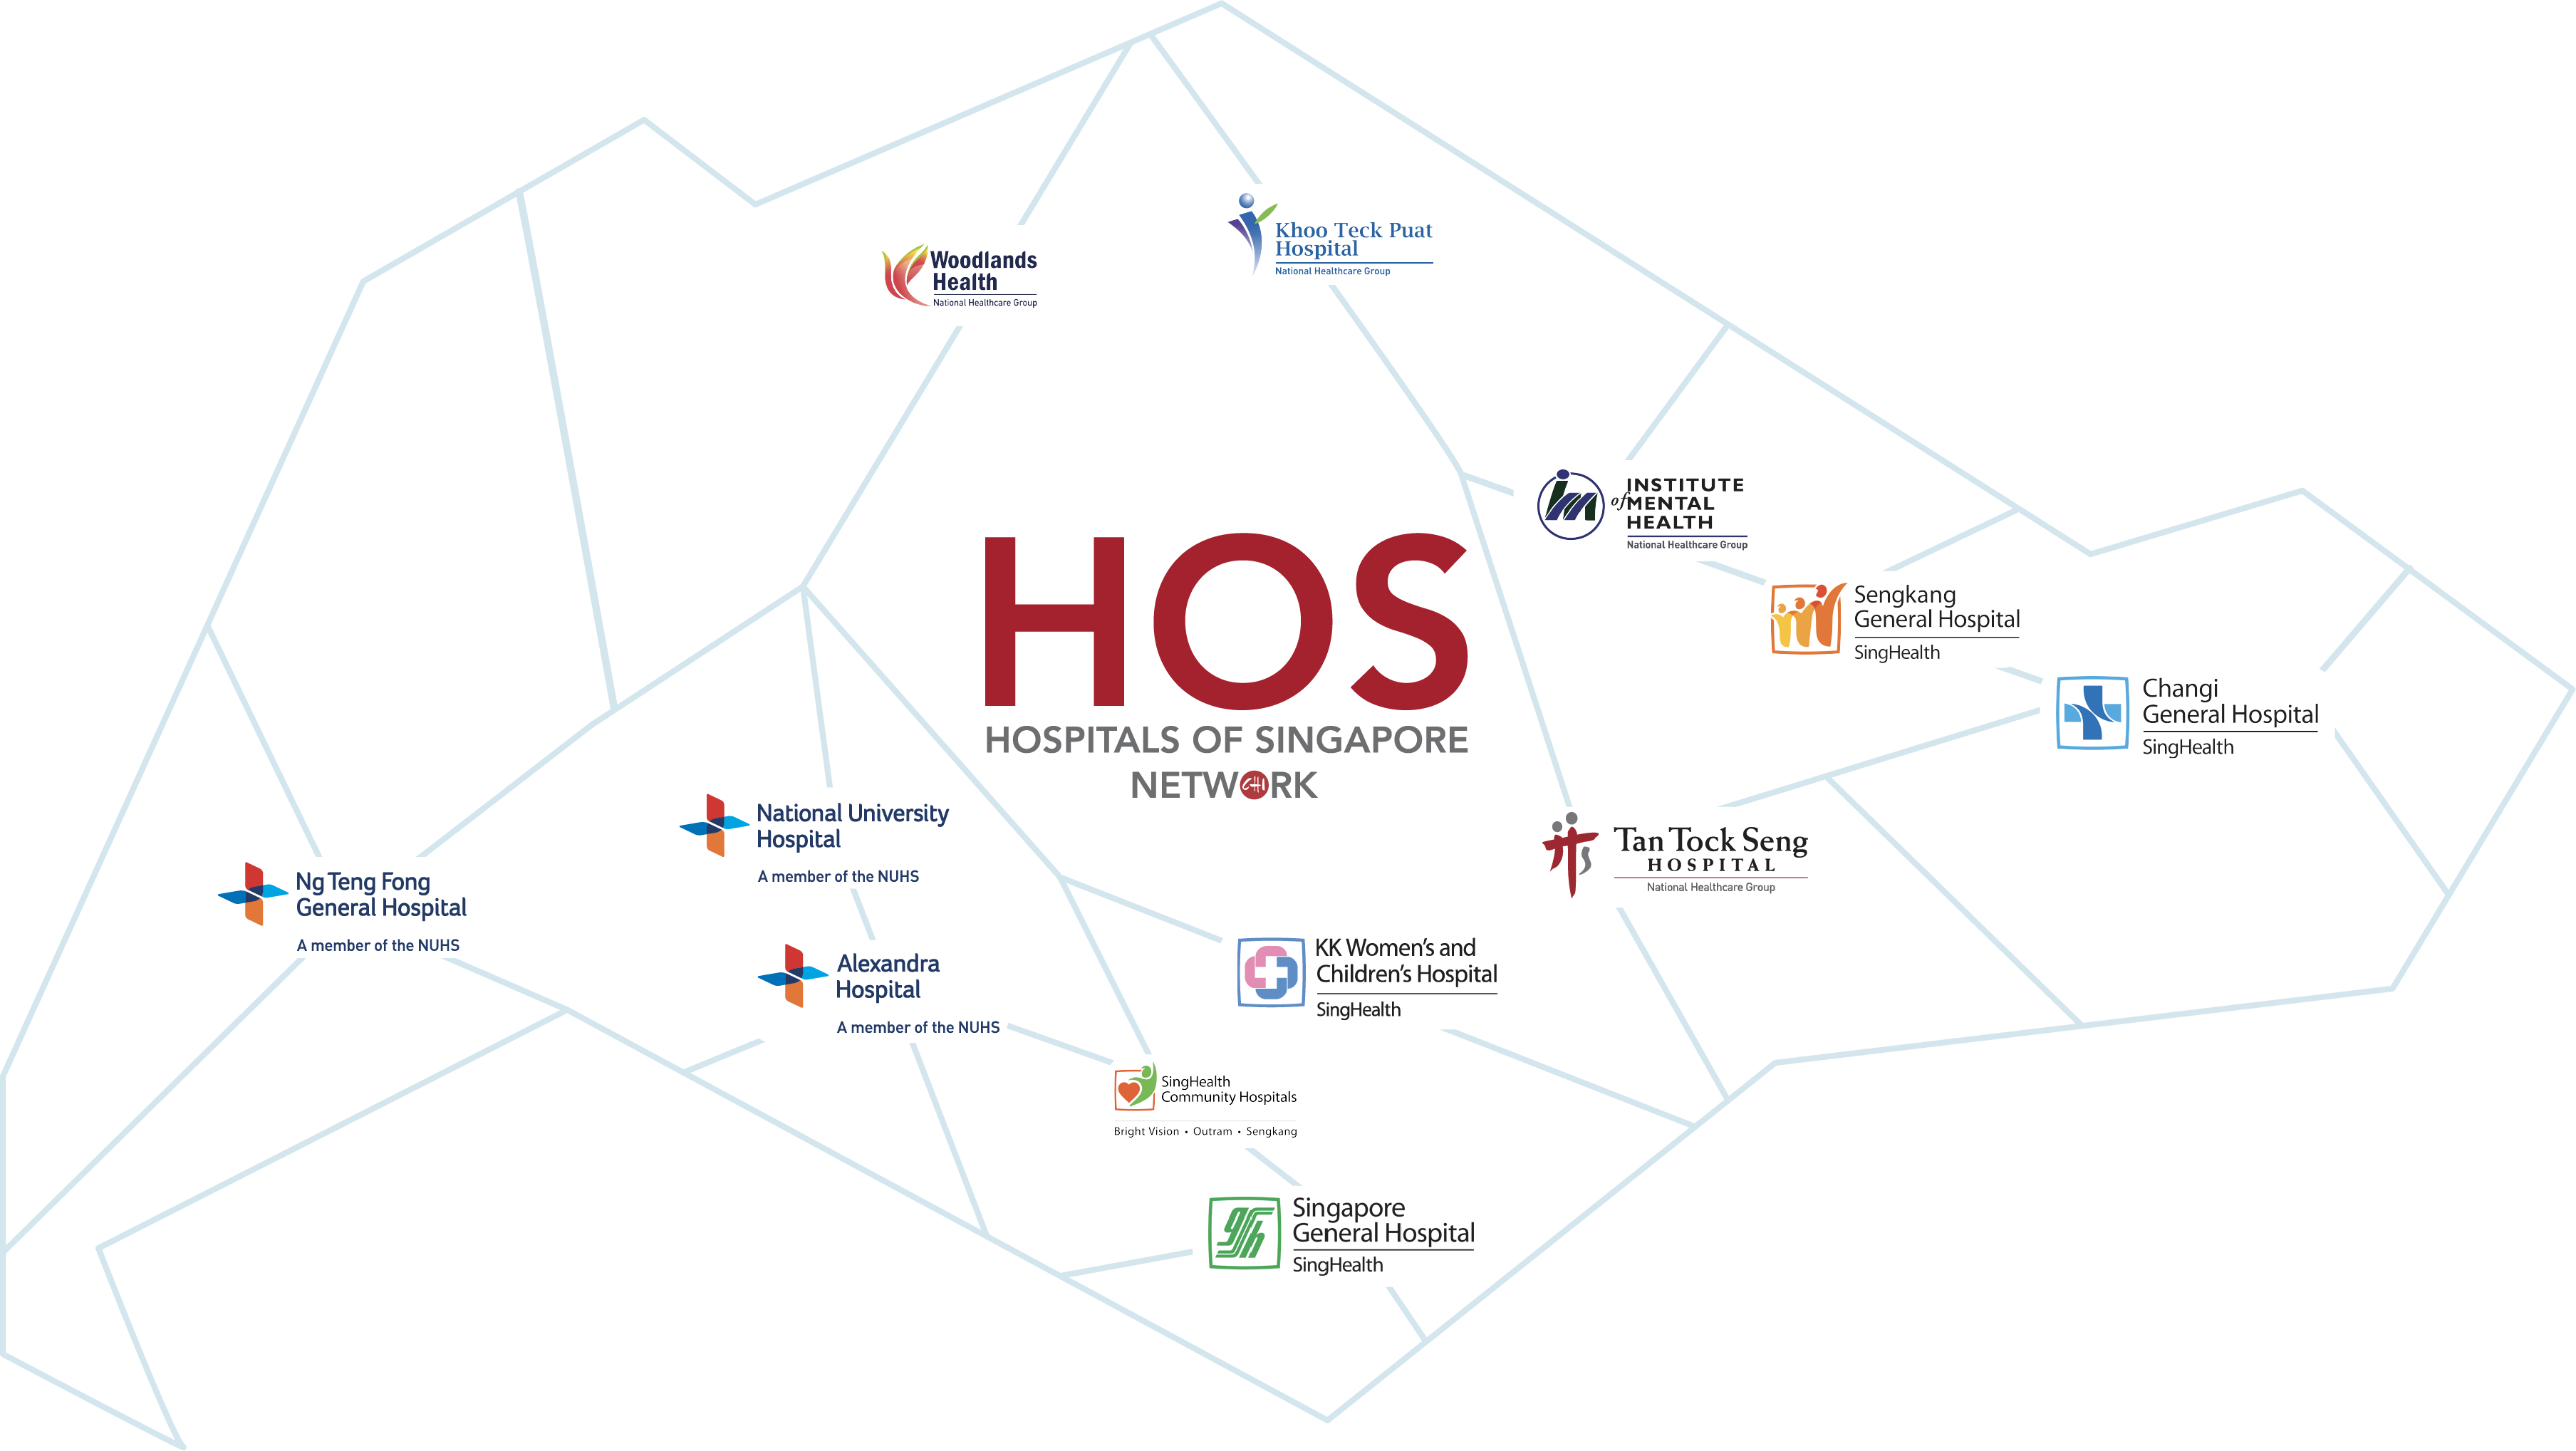 Khoo Teck Puat
Hospital
National Healthcare Group
Woodlands
Health
National Healthcare Group
INSTITUTE
of MENTAL
HEALTH
National Healthcare Group
HOS
HOSPITALS OF SINGAPORE
NETWORK
CHI
Sengkang
General Hospital
SingHealth
Changi
General Hospital
SingHealth
National University
Hospital
A member of the NUHS
Tan Tock Seng
HOSPITAL
National Healthcare Group
Ng Teng Fong
General Hospital
A member of the NUHS
Alexandra
Hospital
A member of the NUHS
KK Women's and
Children's Hospital
SingHealth
SingHealth
Community Hospitals
Bright Vision • Outram • Sengkang
Singapore
General Hospital
SingHealth